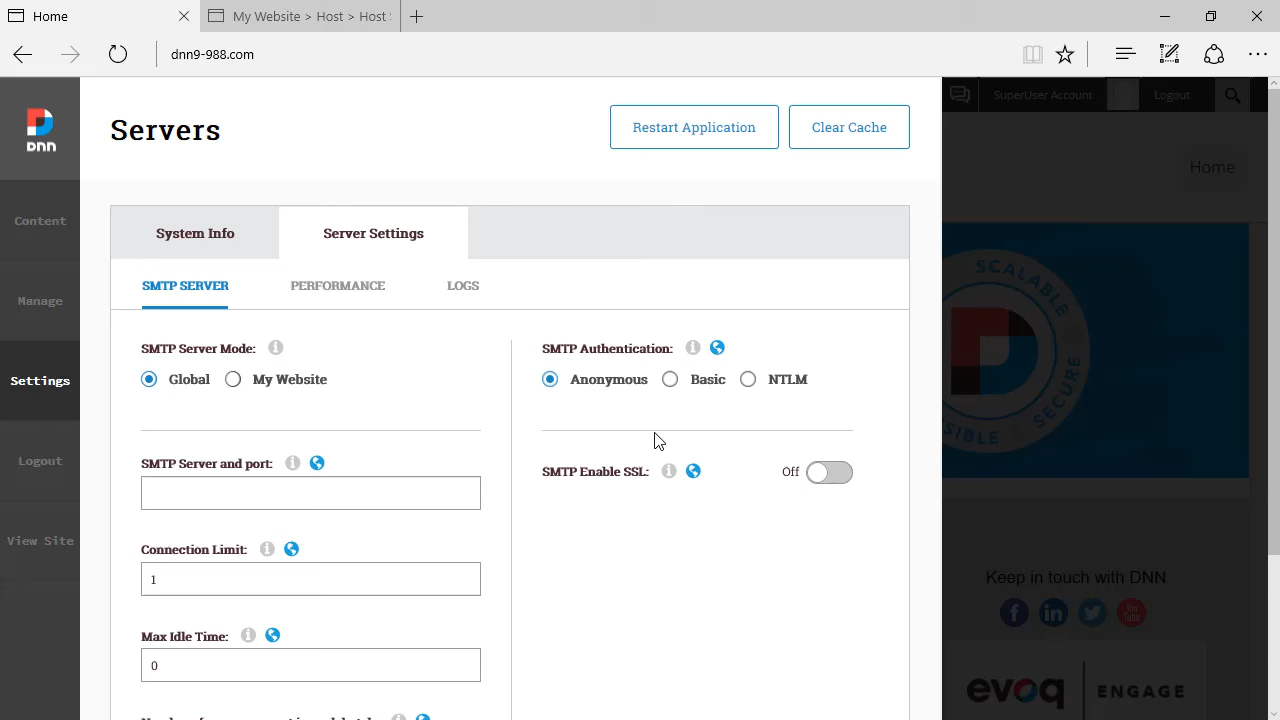 Home
My Website > Host > Host
dnn9-988.com
DNN
Servers
Restart Application
Clear Cache
SuperUser Account
Logout
Home
Content
Manage
Settings
Logout
View Site
System Info
Server Settings
SMTP SERVER
PERFORMANCE
LOGS
SMTP Server Mode:
Global
My Website
SMTP Authentication:
Anonymous
Basic
NTLM
SMTP Server and port:
SMTP Enable SSL:
Off
Connection Limit:
1
Max Idle Time:
0
SCALABLE
SECURE
Keep in touch with DNN
You
evoq
ENGAGE